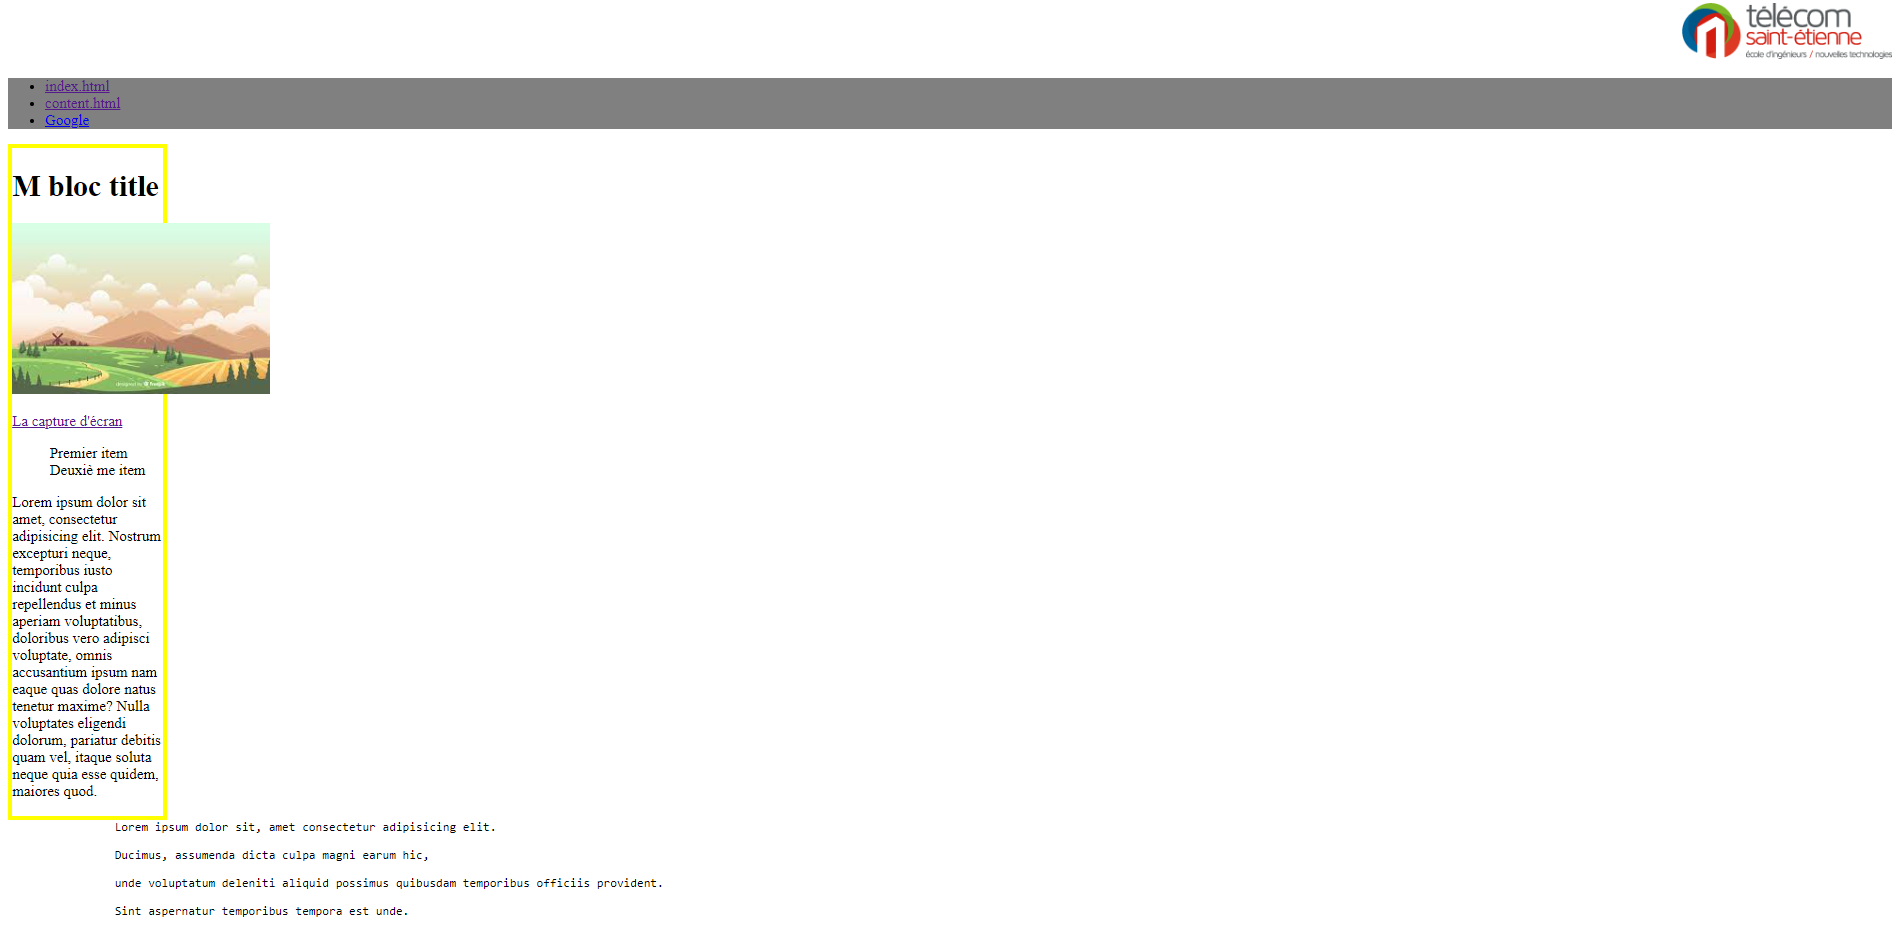 télécom
saint-étienne
école d'ingénieurs / nouvelles technologies
index.html
content.html
Google
M bloc title
designed by freepik
La capture d'écran
Premier item
Deuxiè me item
Lorem ipsum dolor sit
amet, consectetur
adipisicing elit. Nostrum
excepturi neque,
temporibus iusto
incidunt culpa
repellendus et minus
aperiam voluptatibus,
doloribus vero adipisci
voluptate, omnis
accusantium ipsum nam
eaque quas dolore natus
tenetur maxime? Nulla
voluptates eligendi
dolorum, pariatur debitis
quam vel, itaque soluta
neque quia esse quidem,
maiores quod.
Lorem ipsum dolor sit, amet consectetur adipisicing elit.
Ducimus, assumenda dicta culpa magni earum hic,
unde voluptatum deleniti aliquid possimus quibusdam temporibus officiis provident.
Sint aspernatur temporibus tempora est unde.